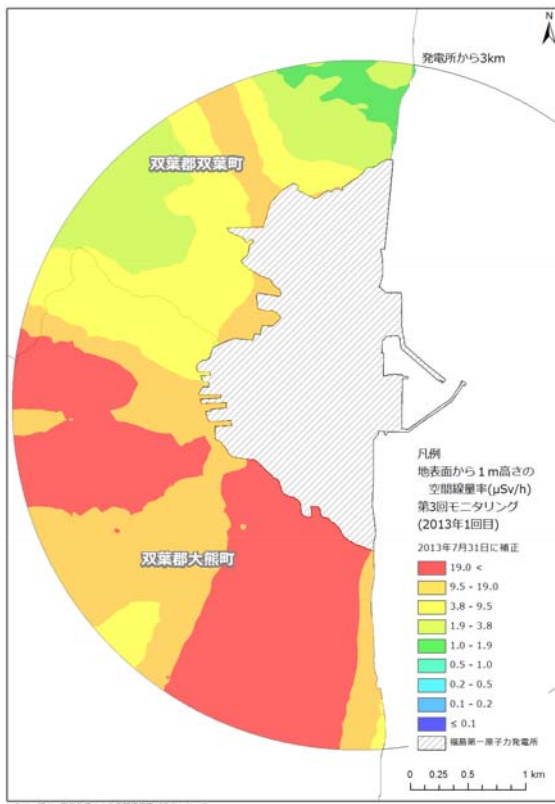 N
発電所から3km
双葉郡双葉町
双葉郡大熊町
凡例
地表面から1m高さの
空間線量率(μSv/h)
第3回モニタリング
(2013年1回目)
2013年7月31日に補正
19.0 <
9.5 - 19.0
3.8 - 9.5
1.9 - 3.8
1.0 - 1.9
0.5 - 1.0
0.2 - 0.5
0.1 - 0.2
≤ 0.1
福島第一原子力発電所
0 0.25 0.5 1 km